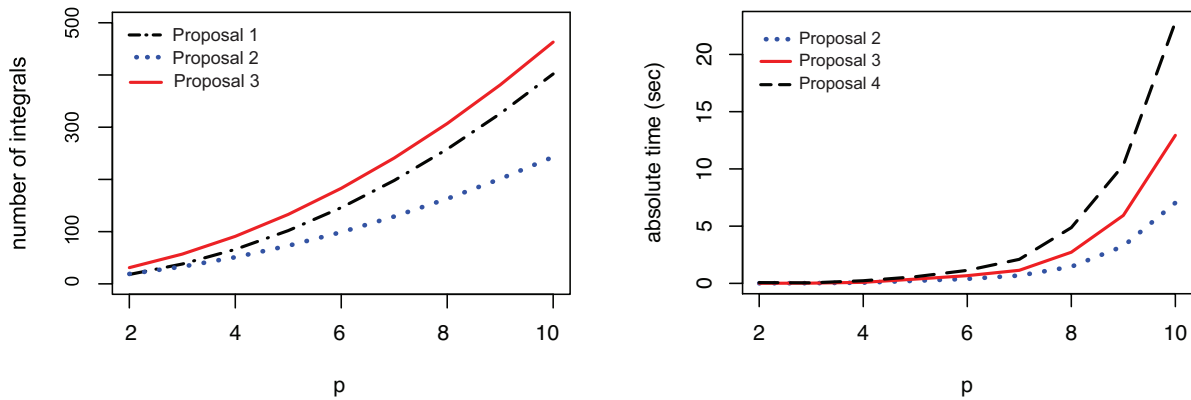 number of integrals
500
300
100
0
Proposal 1
Proposal 2
Proposal 3
2 4 6 8 10
p
absolute time (sec)
20
15
10
5
0
Proposal 2
Proposal 3
Proposal 4
2 4 6 8 10
p